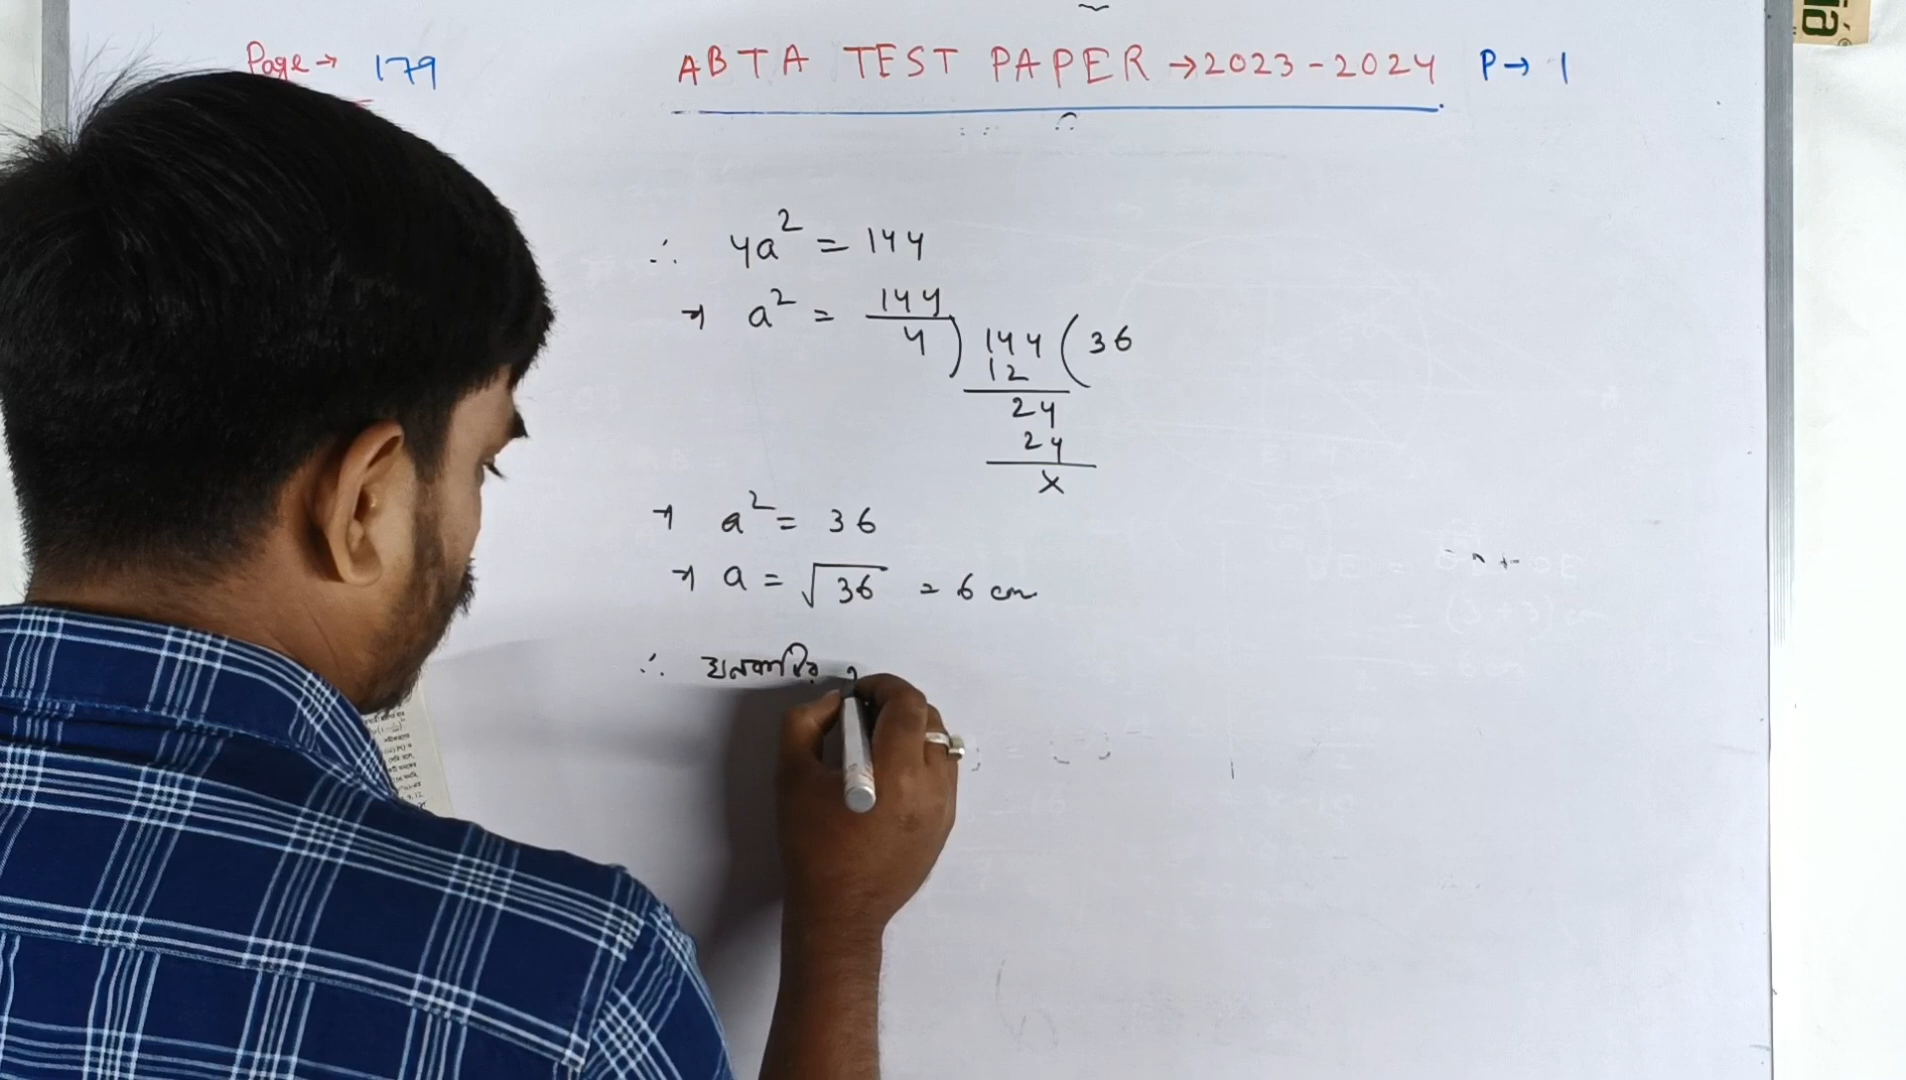 Page → 179
ABTA TEST PAPER → 2023-2024 P → 1
∴ 4a² = 144
→ a² = 144/4 ) 144 ( 36
12
24
24
x
→ a² = 36
→ a = √36 = 6 cm
∴ ঘনকটির